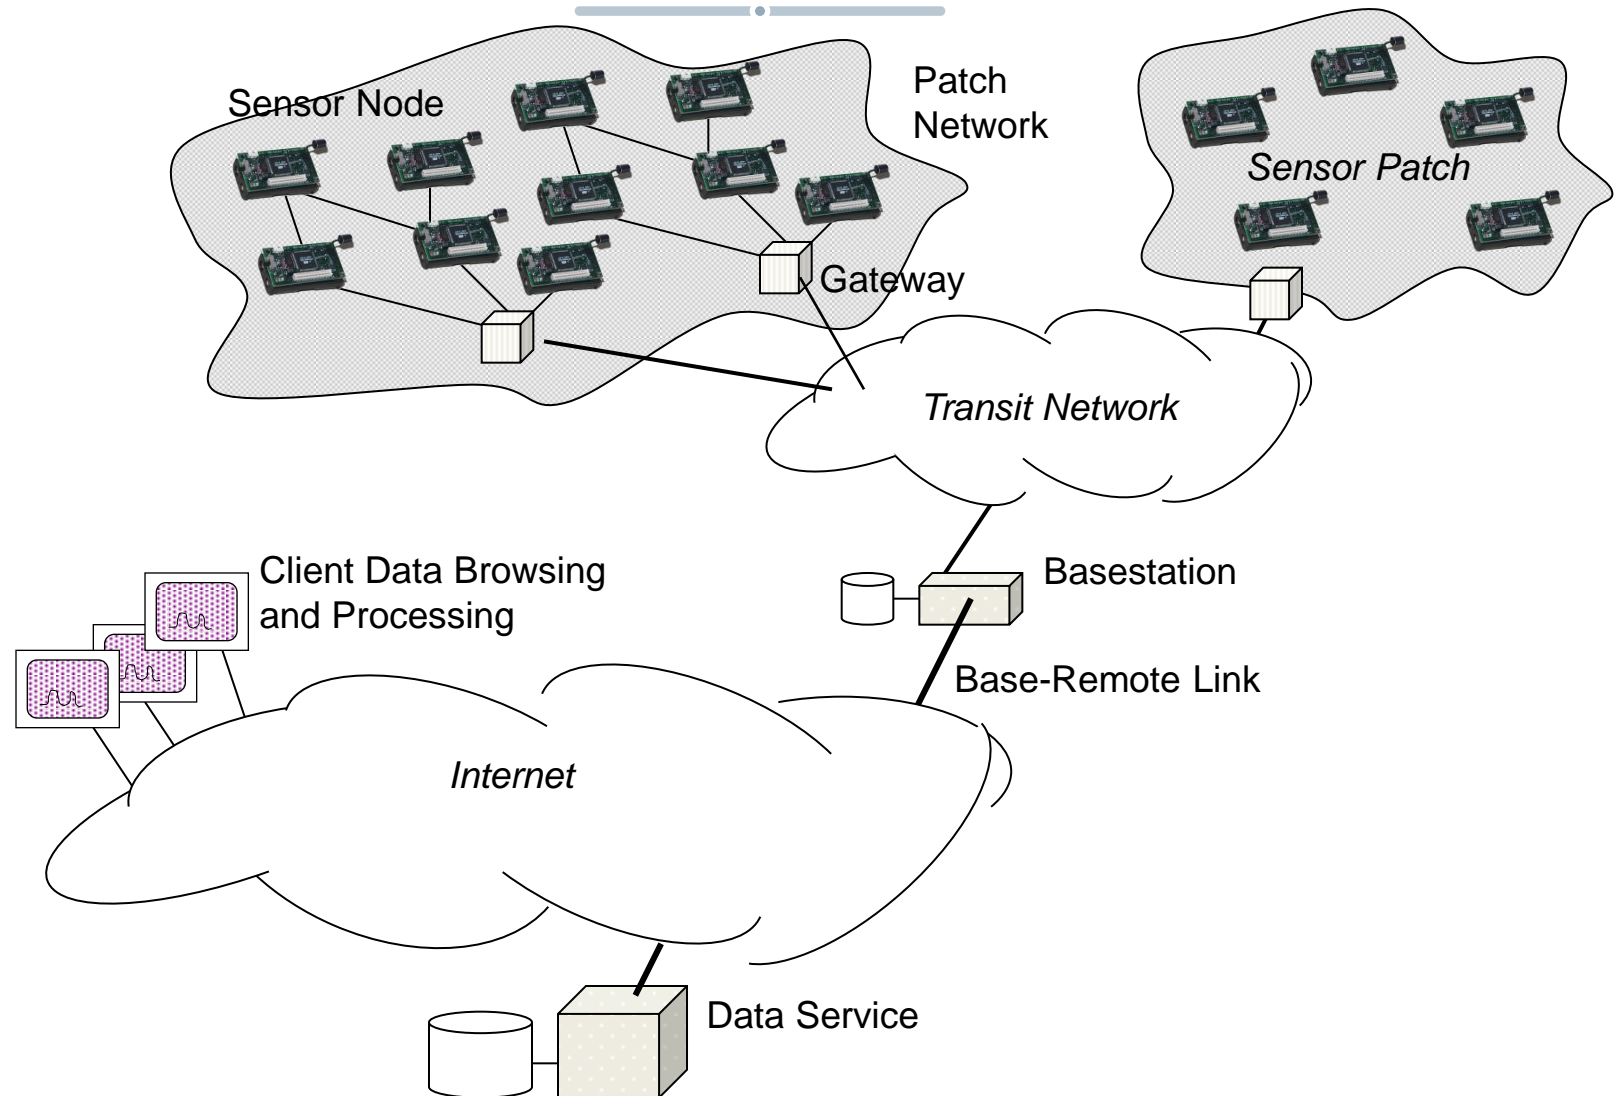 Patch
Network
Sensor Node
Sensor Patch
Gateway
Transit Network
Client Data Browsing
and Processing
Basestation
Base-Remote Link
Internet
Data Service